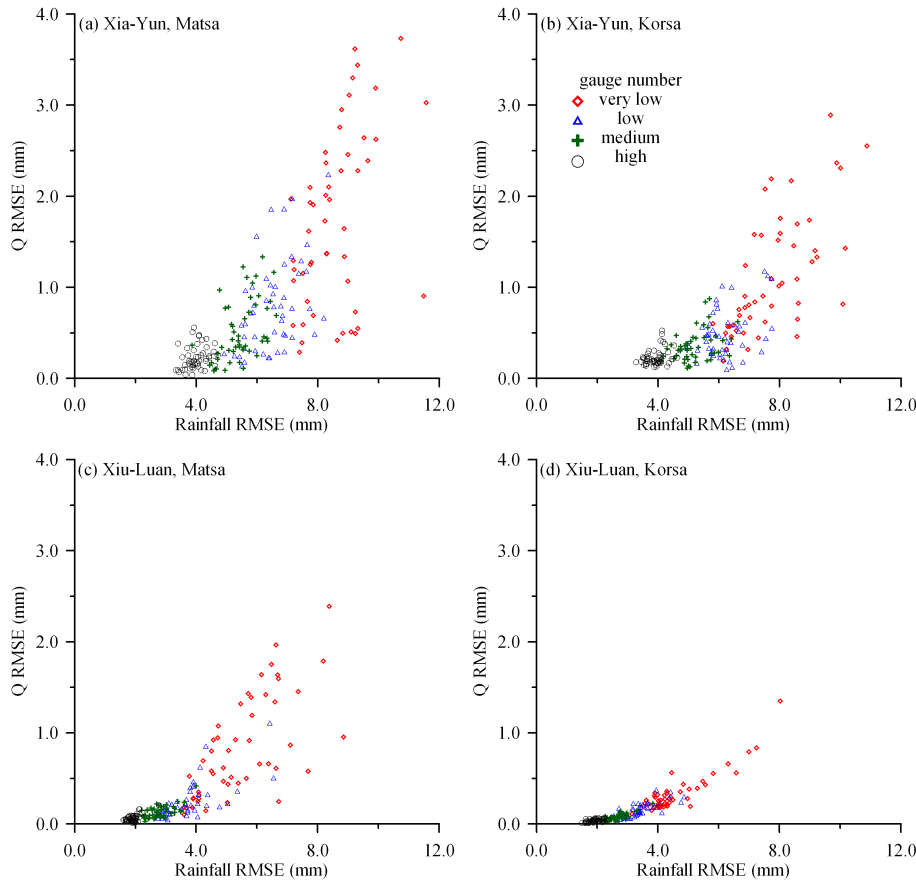 (a) Xia-Yun, Matsa
4.0
3.0
2.0
1.0
0.0
Q RMSE (mm)
0.0 4.0 8.0 12.0
Rainfall RMSE (mm)
(b) Xia-Yun, Korsa
gauge number
very low
low
medium
high
4.0
3.0
2.0
1.0
0.0
Q RMSE (mm)
0.0 4.0 8.0 12.0
Rainfall RMSE (mm)
(c) Xiu-Luan, Matsa
4.0
3.0
2.0
1.0
0.0
Q RMSE (mm)
0.0 4.0 8.0 12.0
Rainfall RMSE (mm)
(d) Xiu-Luan, Korsa
4.0
3.0
2.0
1.0
0.0
Q RMSE (mm)
0.0 4.0 8.0 12.0
Rainfall RMSE (mm)